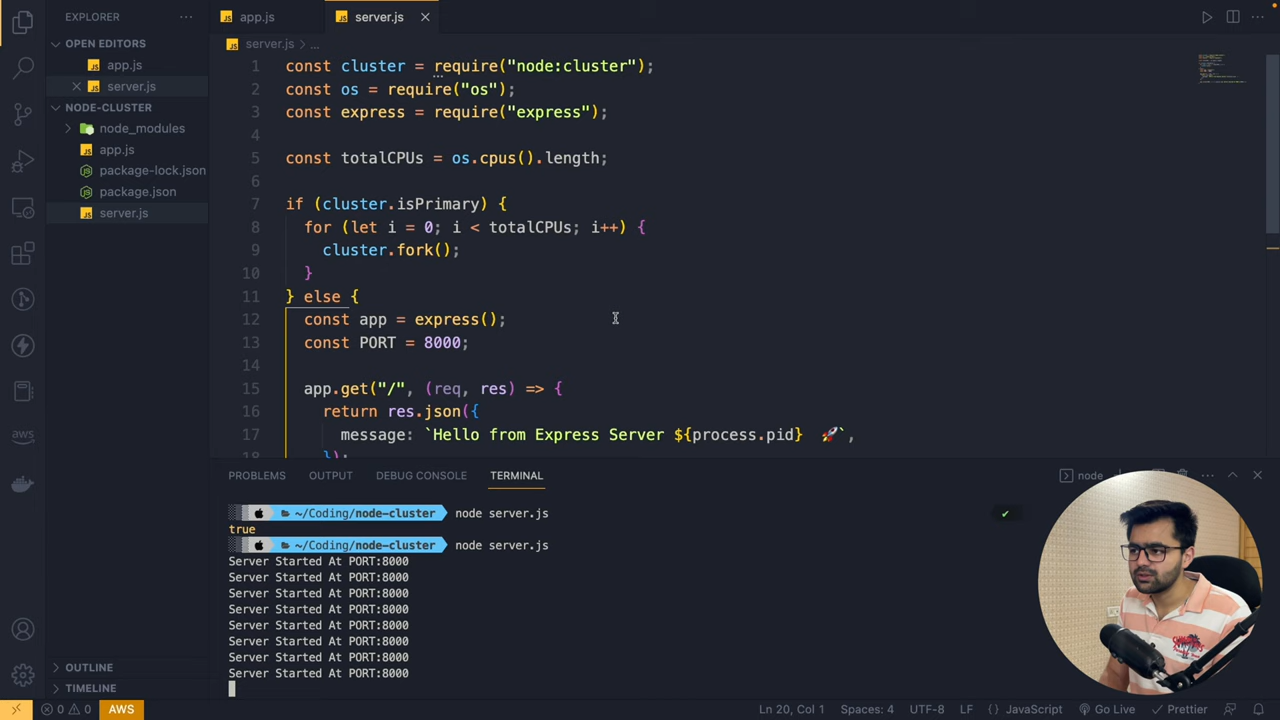 EXPLORER
OPEN EDITORS
app.js
server.js
NODE-CLUSTER
node_modules
app.js
package-lock.json
package.json
server.js
OUTLINE
TIMELINE
aws
JS app.js
JS server.js
JS server.js > ...
1 const cluster = require("node:cluster");
2 const os = require("os");
3 const express = require("express");
4
5 const totalCPUs = os.cpus().length;
6
7 if (cluster.isPrimary) {
8 for (let i = 0; i < totalCPUs; i++) {
9 cluster.fork();
10 }
11 } else {
12 const app = express();
13 const PORT = 8000;
14
15 app.get("/", (req, res) => {
16 return res.json({
17 message: `Hello from Express Server ${process.pid} 🚀`,
18 });
PROBLEMS OUTPUT DEBUG CONSOLE TERMINAL
node
~/Coding/node-cluster node server.js
true
~/Coding/node-cluster node server.js
Server Started At PORT:8000
Server Started At PORT:8000
Server Started At PORT:8000
Server Started At PORT:8000
Server Started At PORT:8000
Server Started At PORT:8000
Server Started At PORT:8000
Server Started At PORT:8000
0 0 AWS Ln 20, Col 1 Spaces: 4 UTF-8 LF {} JavaScript Go Live Prettier